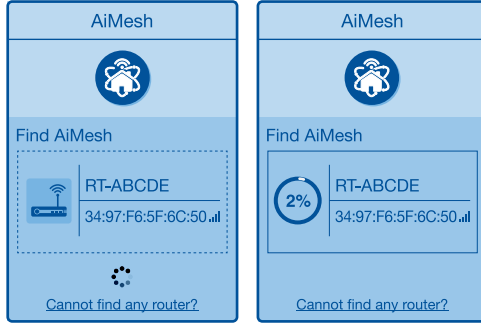 AiMesh
Find AiMesh
RT-ABCDE
34:97:F6:5F:6C:50
Cannot find any router?
AiMesh
Find AiMesh
2%
RT-ABCDE
34:97:F6:5F:6C:50
Cannot find any router?